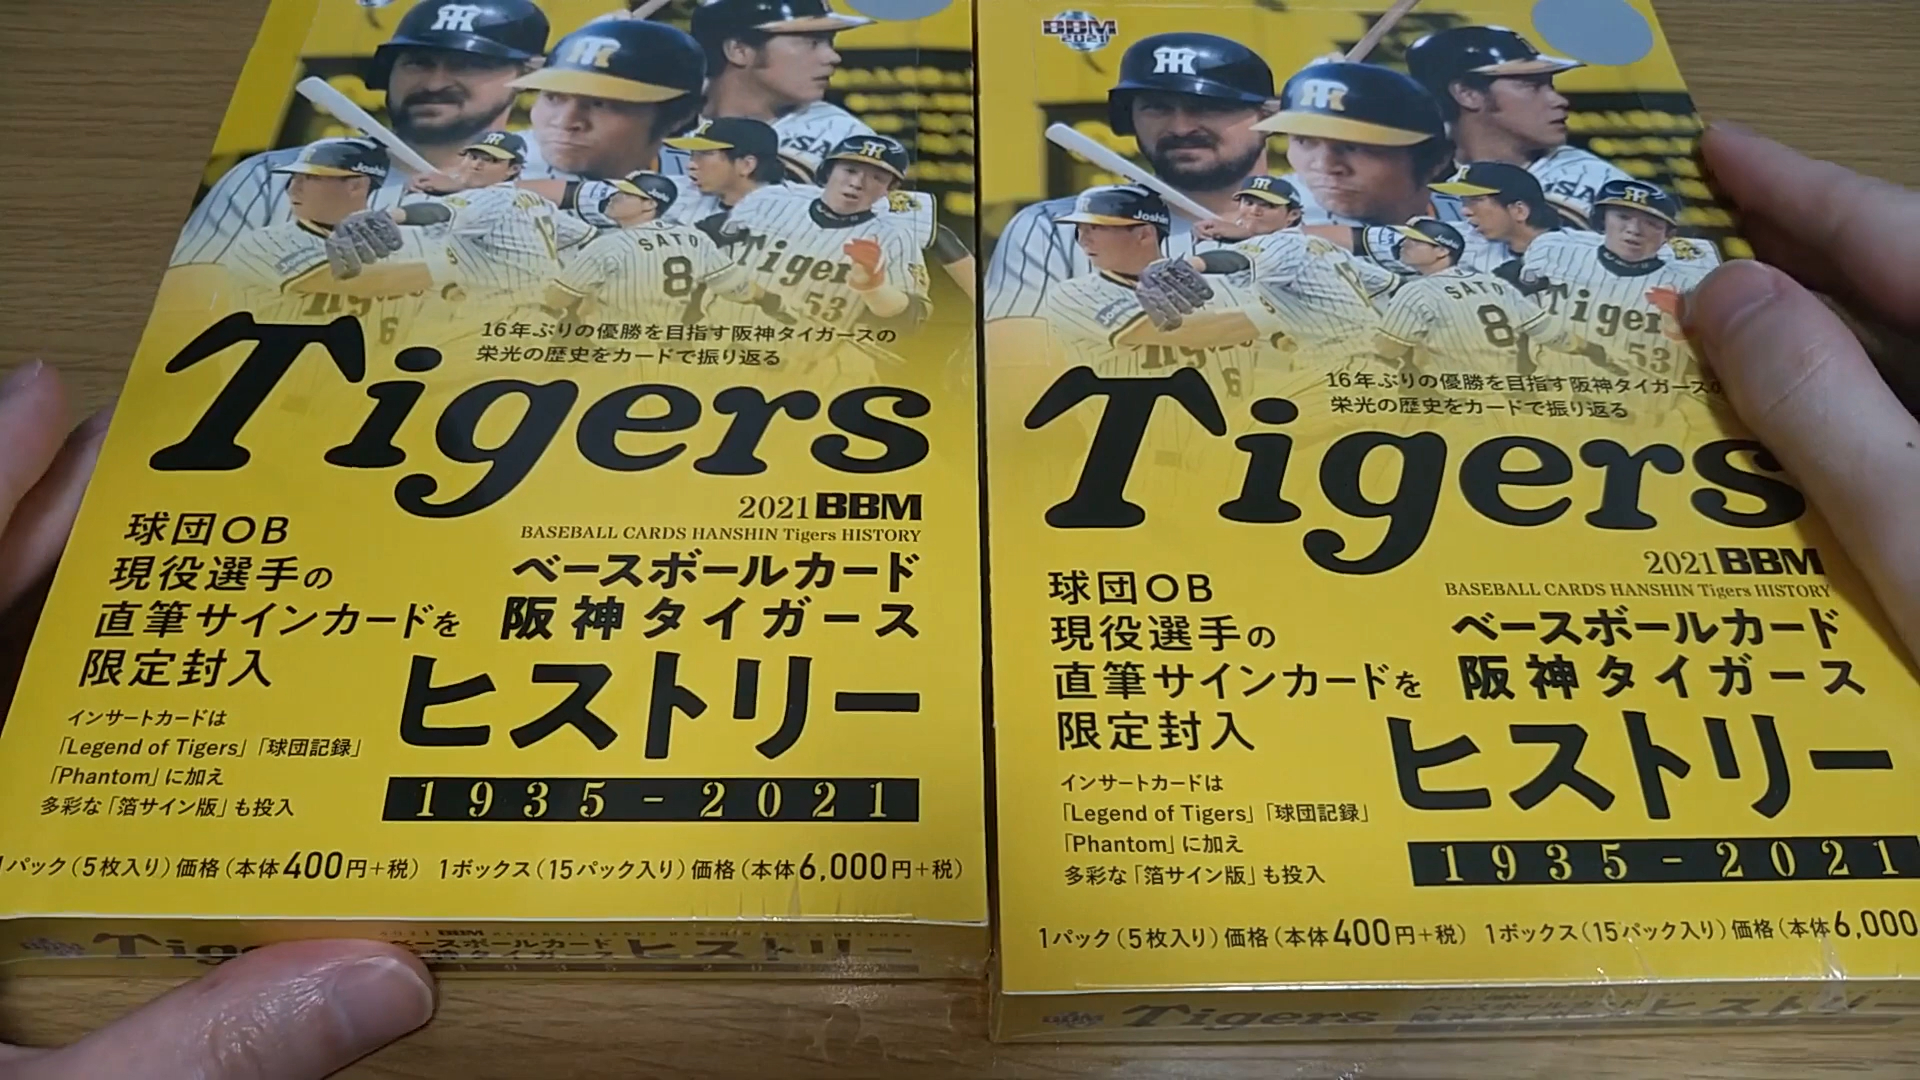 Joshin
SATO
8
Tigers
53
6
16年ぶりの優勝を目指す阪神タイガースの
栄光の歴史をカードで振り返る
Tigers
2021 BBM
BASEBALL CARDS HANSHIN Tigers HISTORY
球団OB
現役選手の
直筆サインカードを
限定封入
ベースボールカード
阪神タイガース
ヒストリー
1935-2021
インサートカードは
「Legend of Tigers」「球団記録」
「Phantom」に加え
多彩な「箔サイン版」も投入
1パック(5枚入り)価格(本体400円+税) 1ボックス(15パック入り)価格(本体6,000円+税)
BBM
ベースボールカード
阪神タイガース
ヒストリー
BBM
2021
Joshin
SATO
8
Tigers
53
6
16年ぶりの優勝を目指す阪神タイガースの
栄光の歴史をカードで振り返る
Tigers
2021 BBM
BASEBALL CARDS HANSHIN Tigers HISTORY
球団OB
現役選手の
直筆サインカードを
限定封入
ベースボールカード
阪神タイガース
ヒストリー
1935-2021
インサートカードは
「Legend of Tigers」「球団記録」
「Phantom」に加え
多彩な「箔サイン版」も投入
1パック(5枚入り)価格(本体400円+税) 1ボックス(15パック入り)価格(本体6,000
Tigers
ヒストリー